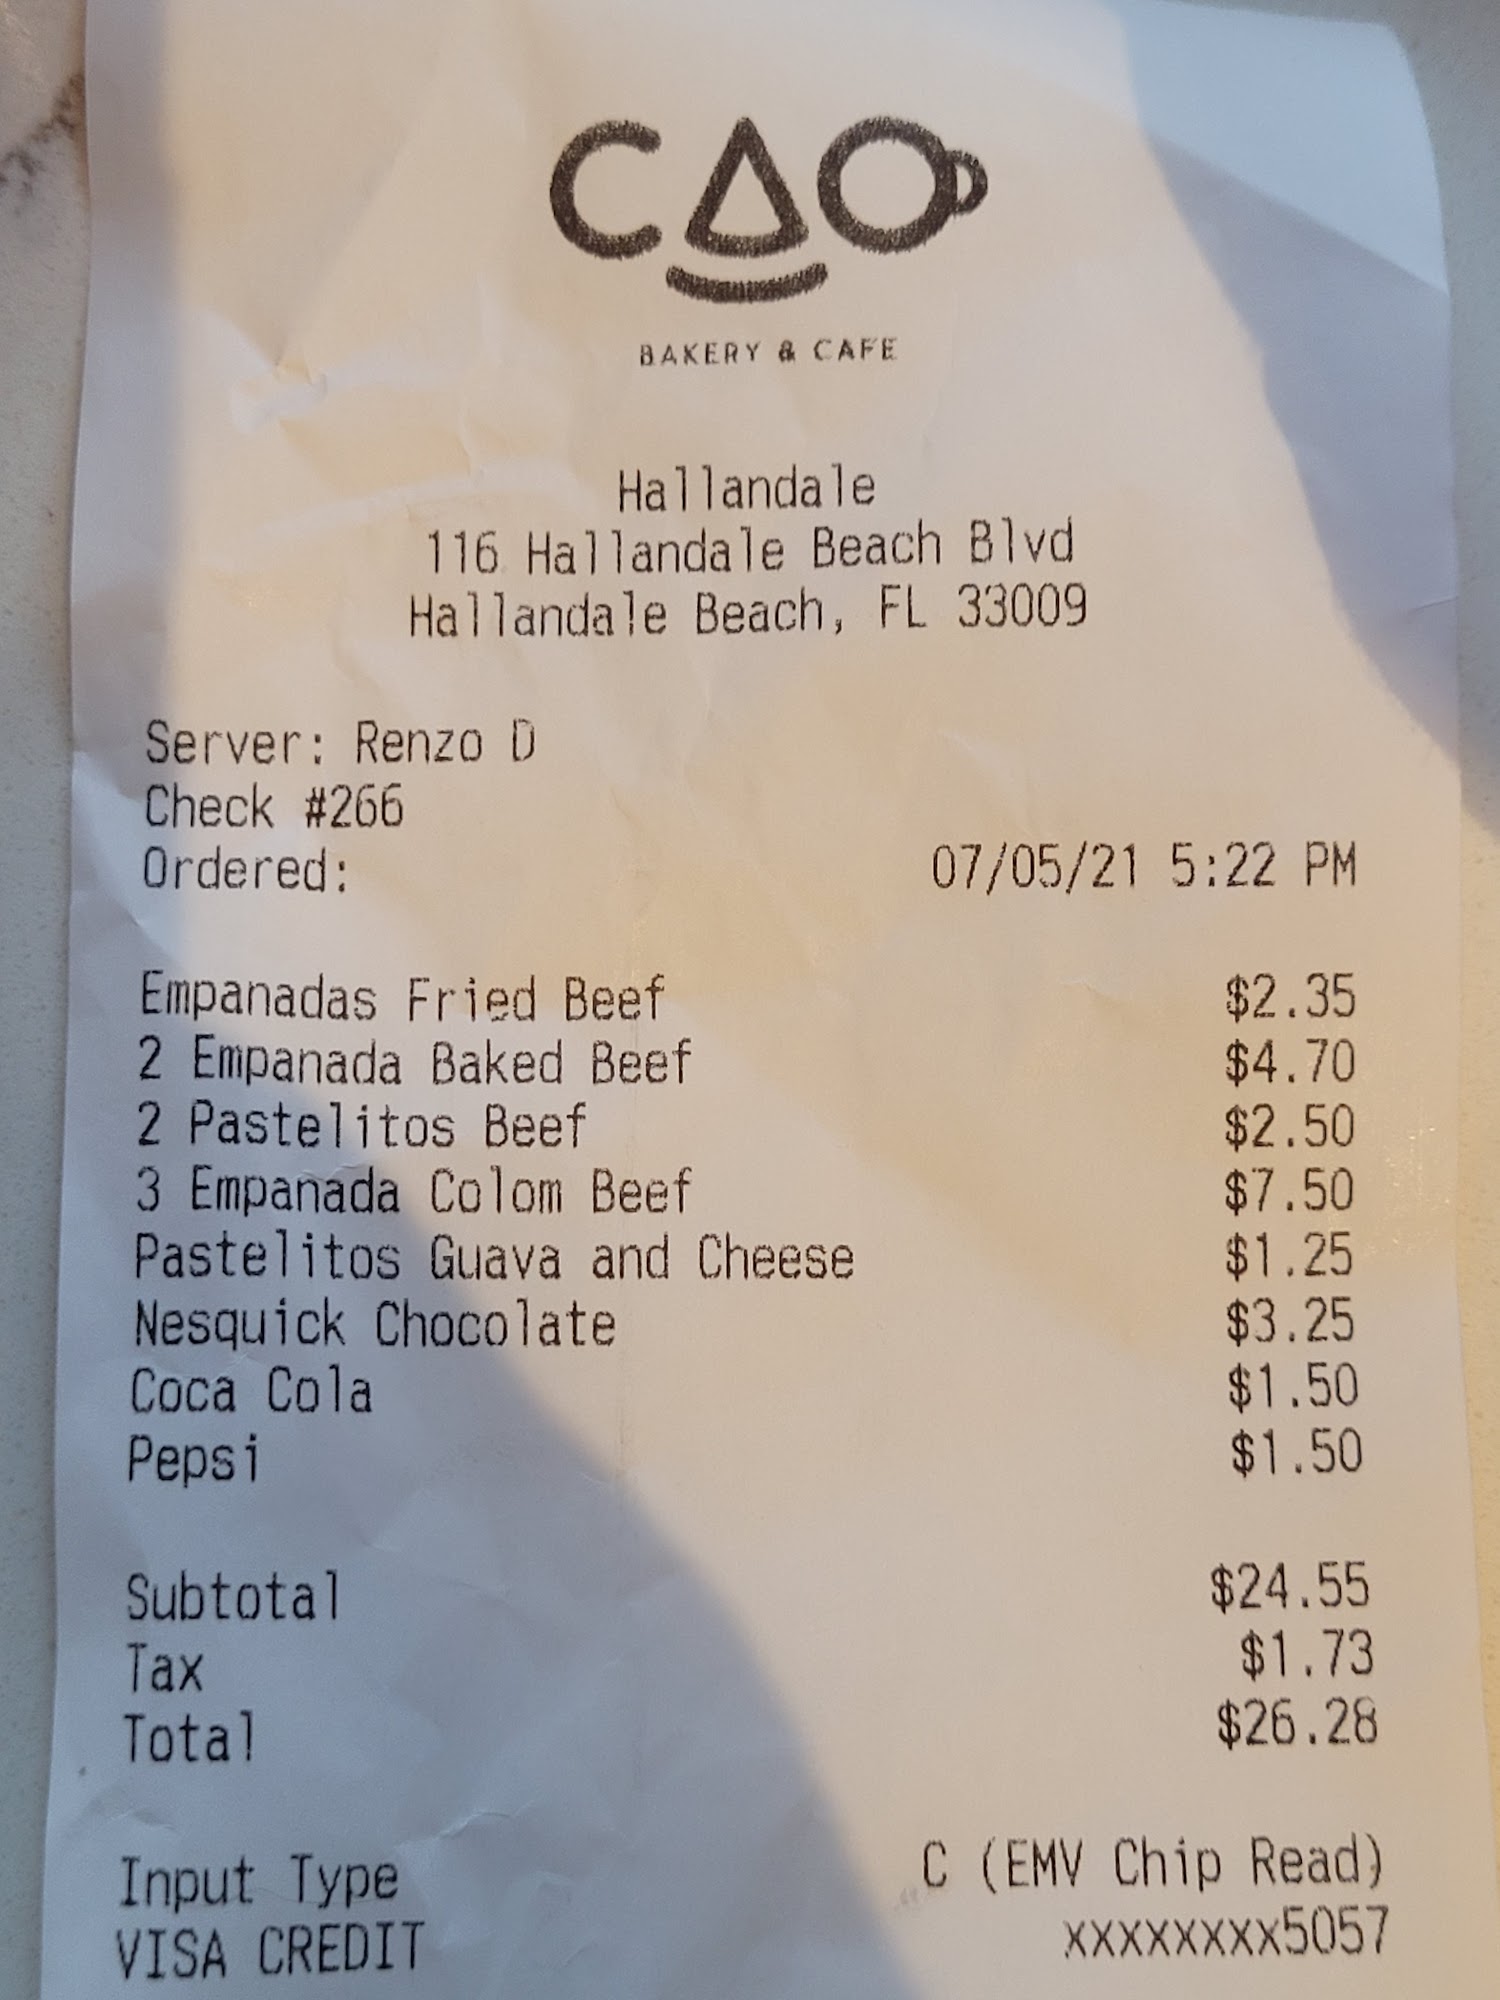 CAO
BAKERY & CAFE
Hallandale
116 Hallandale Beach Blvd
Hallandale Beach, FL 33009
Server: Renzo D
Check #266
Ordered: 07/05/21 5:22 PM
Empanadas Fried Beef $2.35
2 Empanada Baked Beef $4.70
2 Pastelitos Beef $2.50
3 Empanada Colom Beef $7.50
Pastelitos Guava and Cheese $1.25
Nesquick Chocolate $3.25
Coca Cola $1.50
Pepsi $1.50
Subtotal $24.55
Tax $1.73
Total $26.28
Input Type C (EMV Chip Read)
VISA CREDIT xxxxxxxx5057